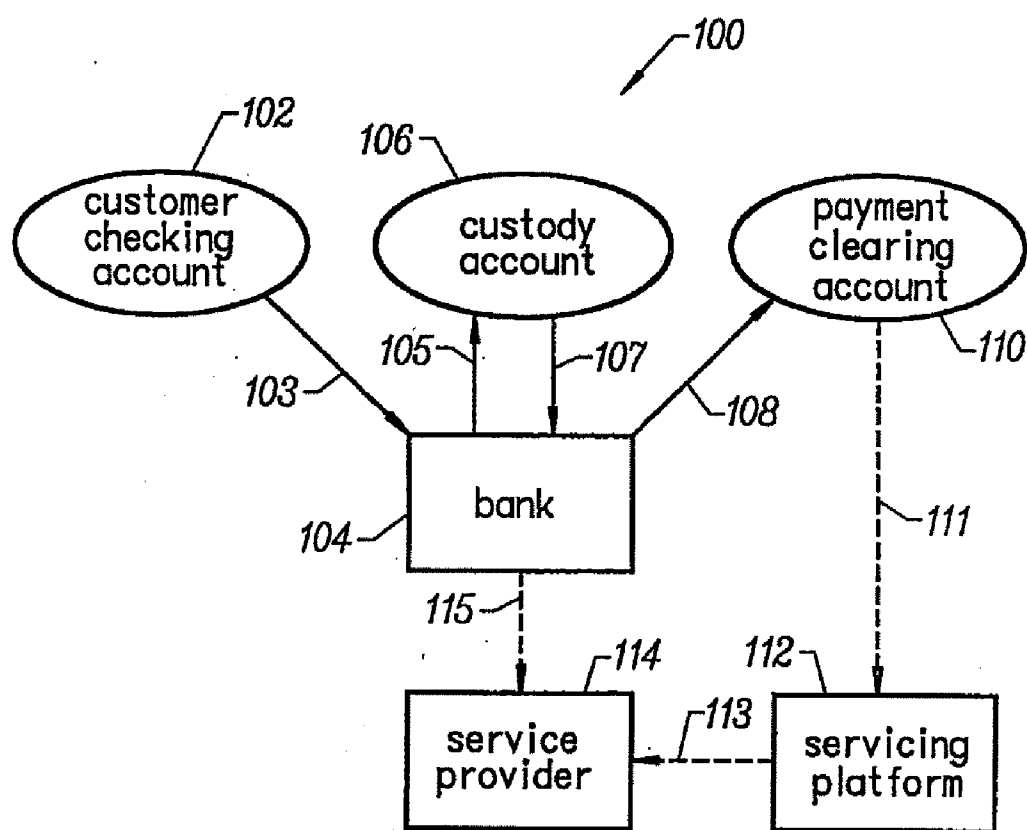 100
102
106
customer
checking
account
custody
account
payment
clearing
account
105
107
110
103
108
bank
104
111
115
114
112
113
service
provider
servicing
platform